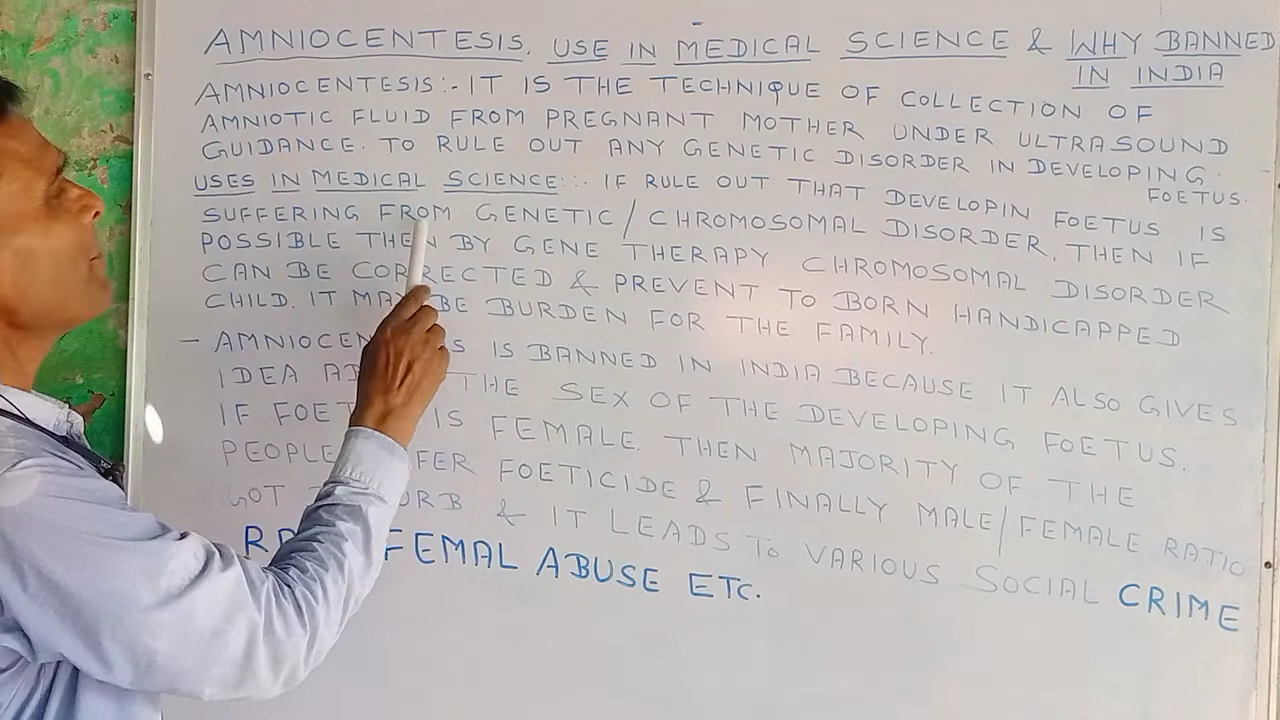 AMNIOCENTESIS, USE IN MEDICAL SCIENCE & WHY BANNED
IN INDIA
AMNIOCENTESIS:- IT IS THE TECHNIQUE OF COLLECTION OF
AMNIOTIC FLUID FROM PREGNANT MOTHER UNDER ULTRASOUND
GUIDANCE. TO RULE OUT ANY GENETIC DISORDER IN DEVELOPING
FOETUS.
USES IN MEDICAL SCIENCE:- IF RULE OUT THAT DEVELOPIN FOETUS IS
SUFFERING FROM GENETIC/CHROMOSOMAL DISORDER, THEN IF
POSSIBLE THEN BY GENE THERAPY CHROMOSOMAL DISORDER
CAN BE CORRECTED & PREVENT TO BORN HANDICAPPED
CHILD. IT MAY BE BURDEN FOR THE FAMILY.
- AMNIOCEN S IS BANNED IN INDIA BECAUSE IT ALSO GIVES
IDEA THE SEX OF THE DEVELOPING FOETUS.
IF FOET IS FEMALE. THEN MAJORITY OF THE
PEOPLE FER FOETICIDE & FINALLY MALE/FEMALE RATIO
GOT URB & IT LEADS TO VARIOUS SOCIAL CRIME
FEMAL ABUSE ETC.